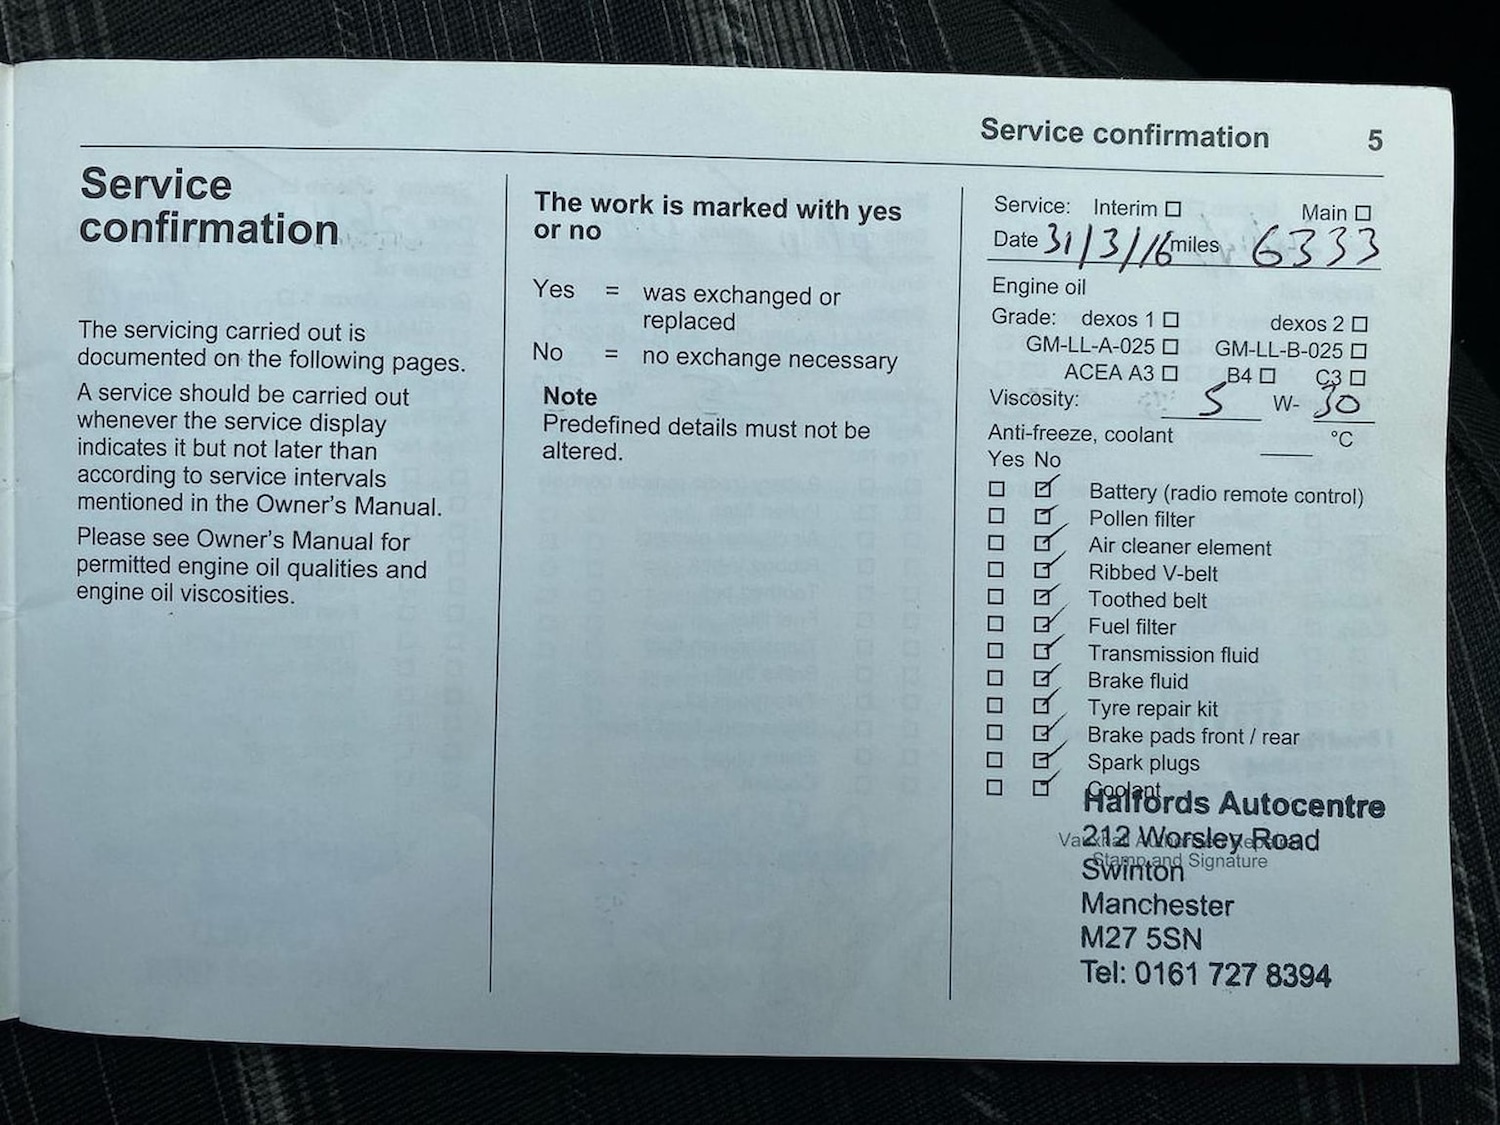 Service confirmation 5
Service
confirmation
The servicing carried out is
documented on the following pages.
A service should be carried out
whenever the service display
indicates it but not later than
according to service intervals
mentioned in the Owner's Manual.
Please see Owner's Manual for
permitted engine oil qualities and
engine oil viscosities.
The work is marked with yes
or no
Yes = was exchanged or
replaced
No = no exchange necessary
Note
Predefined details must not be
altered.
Service: Interim ☐ Main ☐
Date 31/3/16 miles 6333
Engine oil
Grade: dexos 1 ☐ dexos 2 ☐
GM-LL-A-025 ☐ GM-LL-B-025 ☐
ACEA A3 ☐ B4 ☐ C3 ☐
Viscosity: 5 W- 30
Anti-freeze, coolant °C
Yes No
☐ ☑ Battery (radio remote control)
☐ ☑ Pollen filter
☐ ☑ Air cleaner element
☐ ☑ Ribbed V-belt
☐ ☑ Toothed belt
☐ ☑ Fuel filter
☐ ☑ Transmission fluid
☐ ☑ Brake fluid
☐ ☑ Tyre repair kit
☐ ☑ Brake pads front / rear
☐ ☑ Spark plugs
☐ ☑ Coolant
Halfords Autocentre
212 Worsley Road
Stamp and Signature
Swinton
Manchester
M27 5SN
Tel: 0161 727 8394